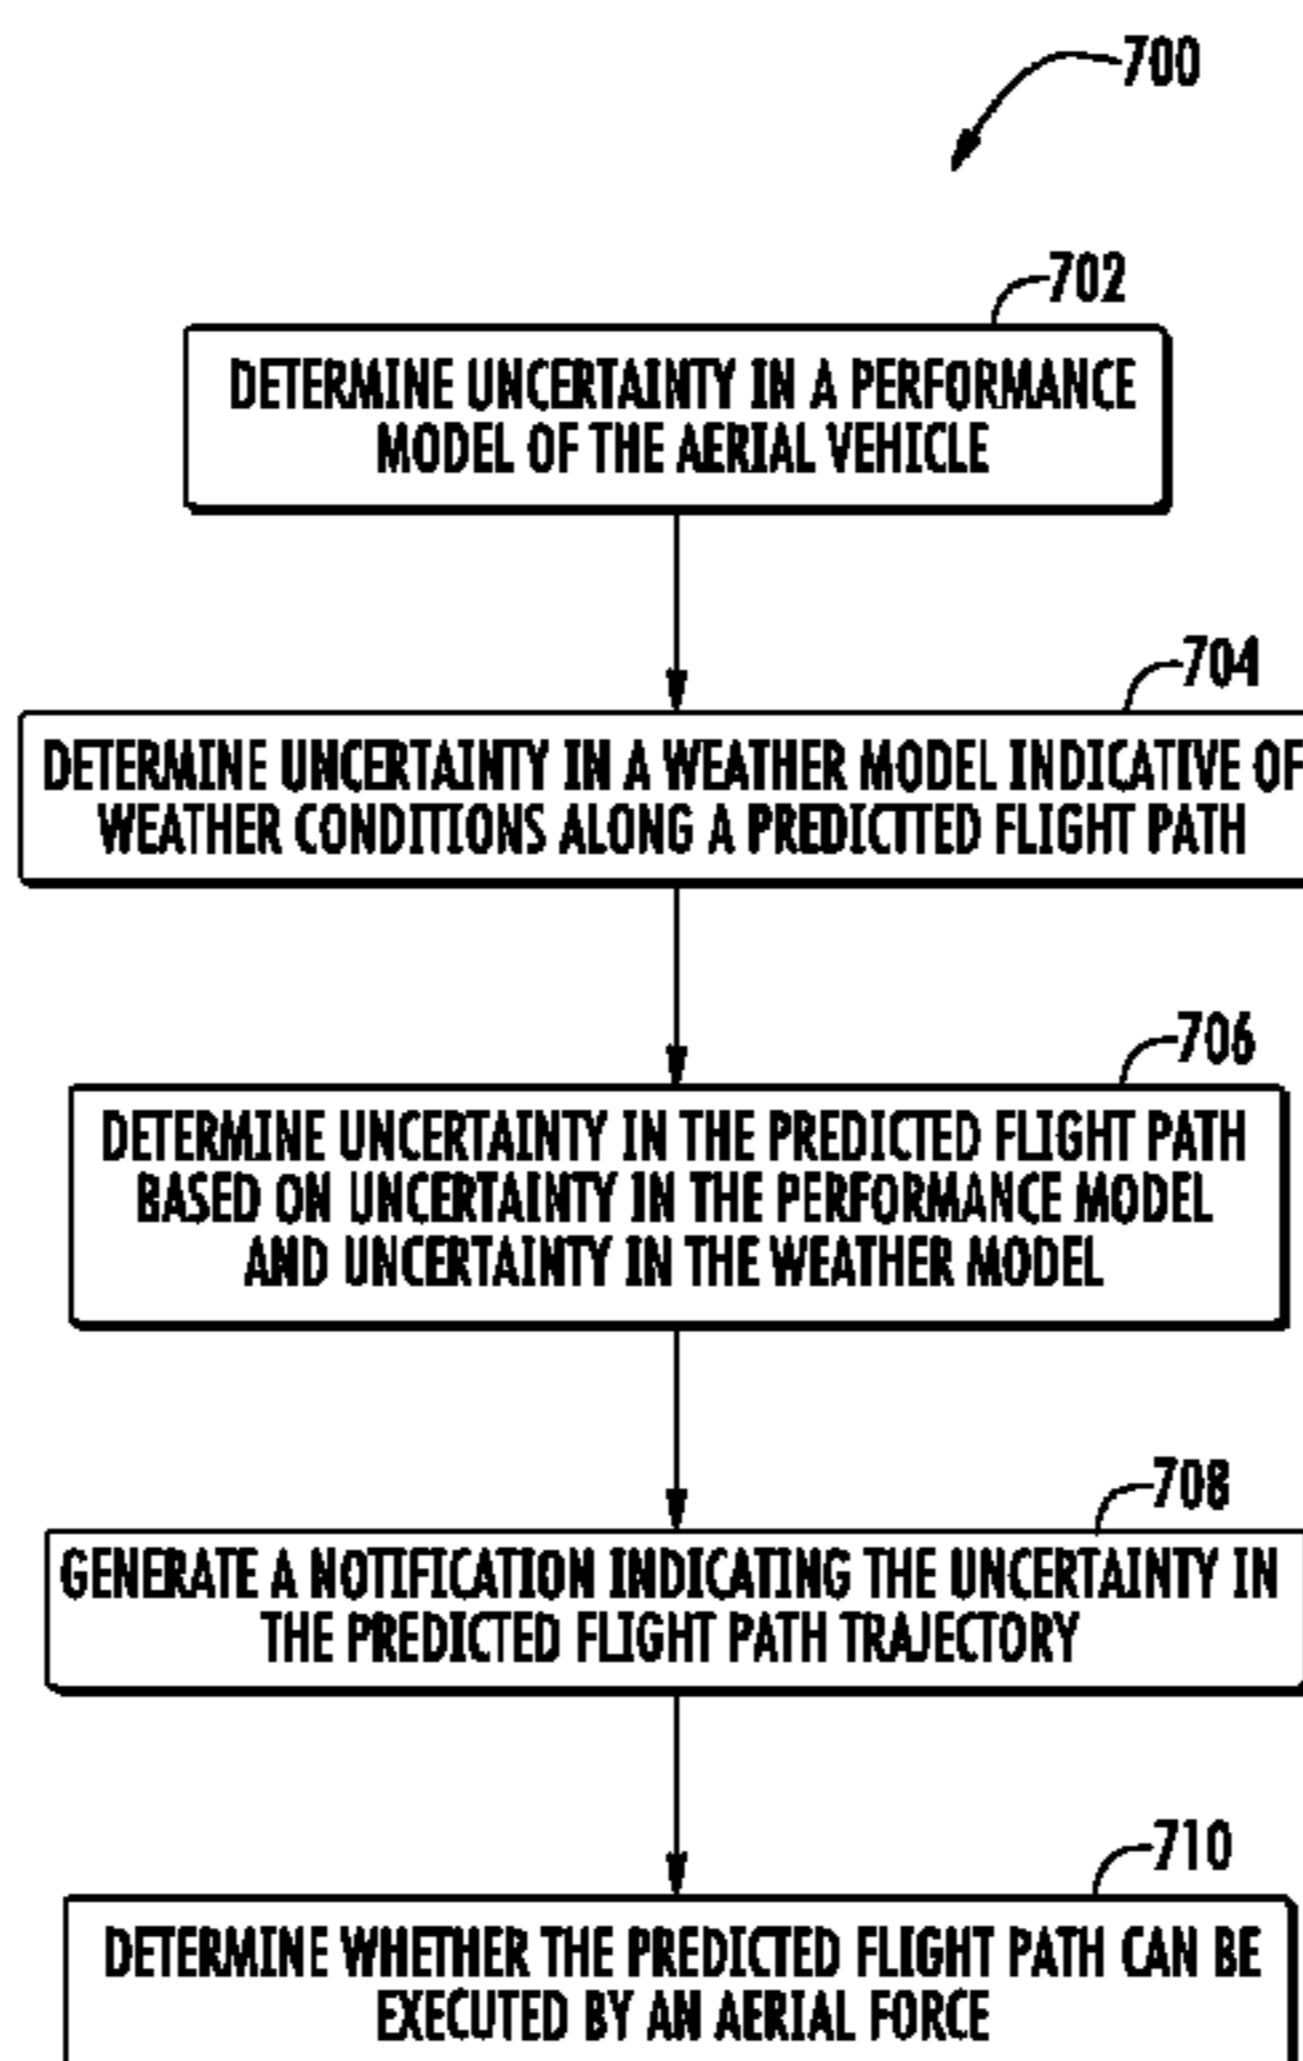 700
702
DETERMINE UNCERTAINTY IN A PERFORMANCE
MODEL OF THE AERIAL VEHICLE
704
DETERMINE UNCERTAINTY IN A WEATHER MODEL INDICATIVE OF
WEATHER CONDITIONS ALONG A PREDICTTED FLIGHT PATH
706
DETERMINE UNCERTAINTY IN THE PREDICTED FLIGHT PATH
BASED ON UNCERTAINTY IN THE PERFORMANCE MODEL
AND UNCERTAINTY IN THE WEATHER MODEL
708
GENERATE A NOTIFICATION INDICATING THE UNCERTAINTY IN
THE PREDICTED FLIGHT PATH TRAJECTORY
710
DETERMINE WHETHER THE PREDICTED FLIGHT PATH CAN BE
EXECUTED BY AN AERIAL FORCE